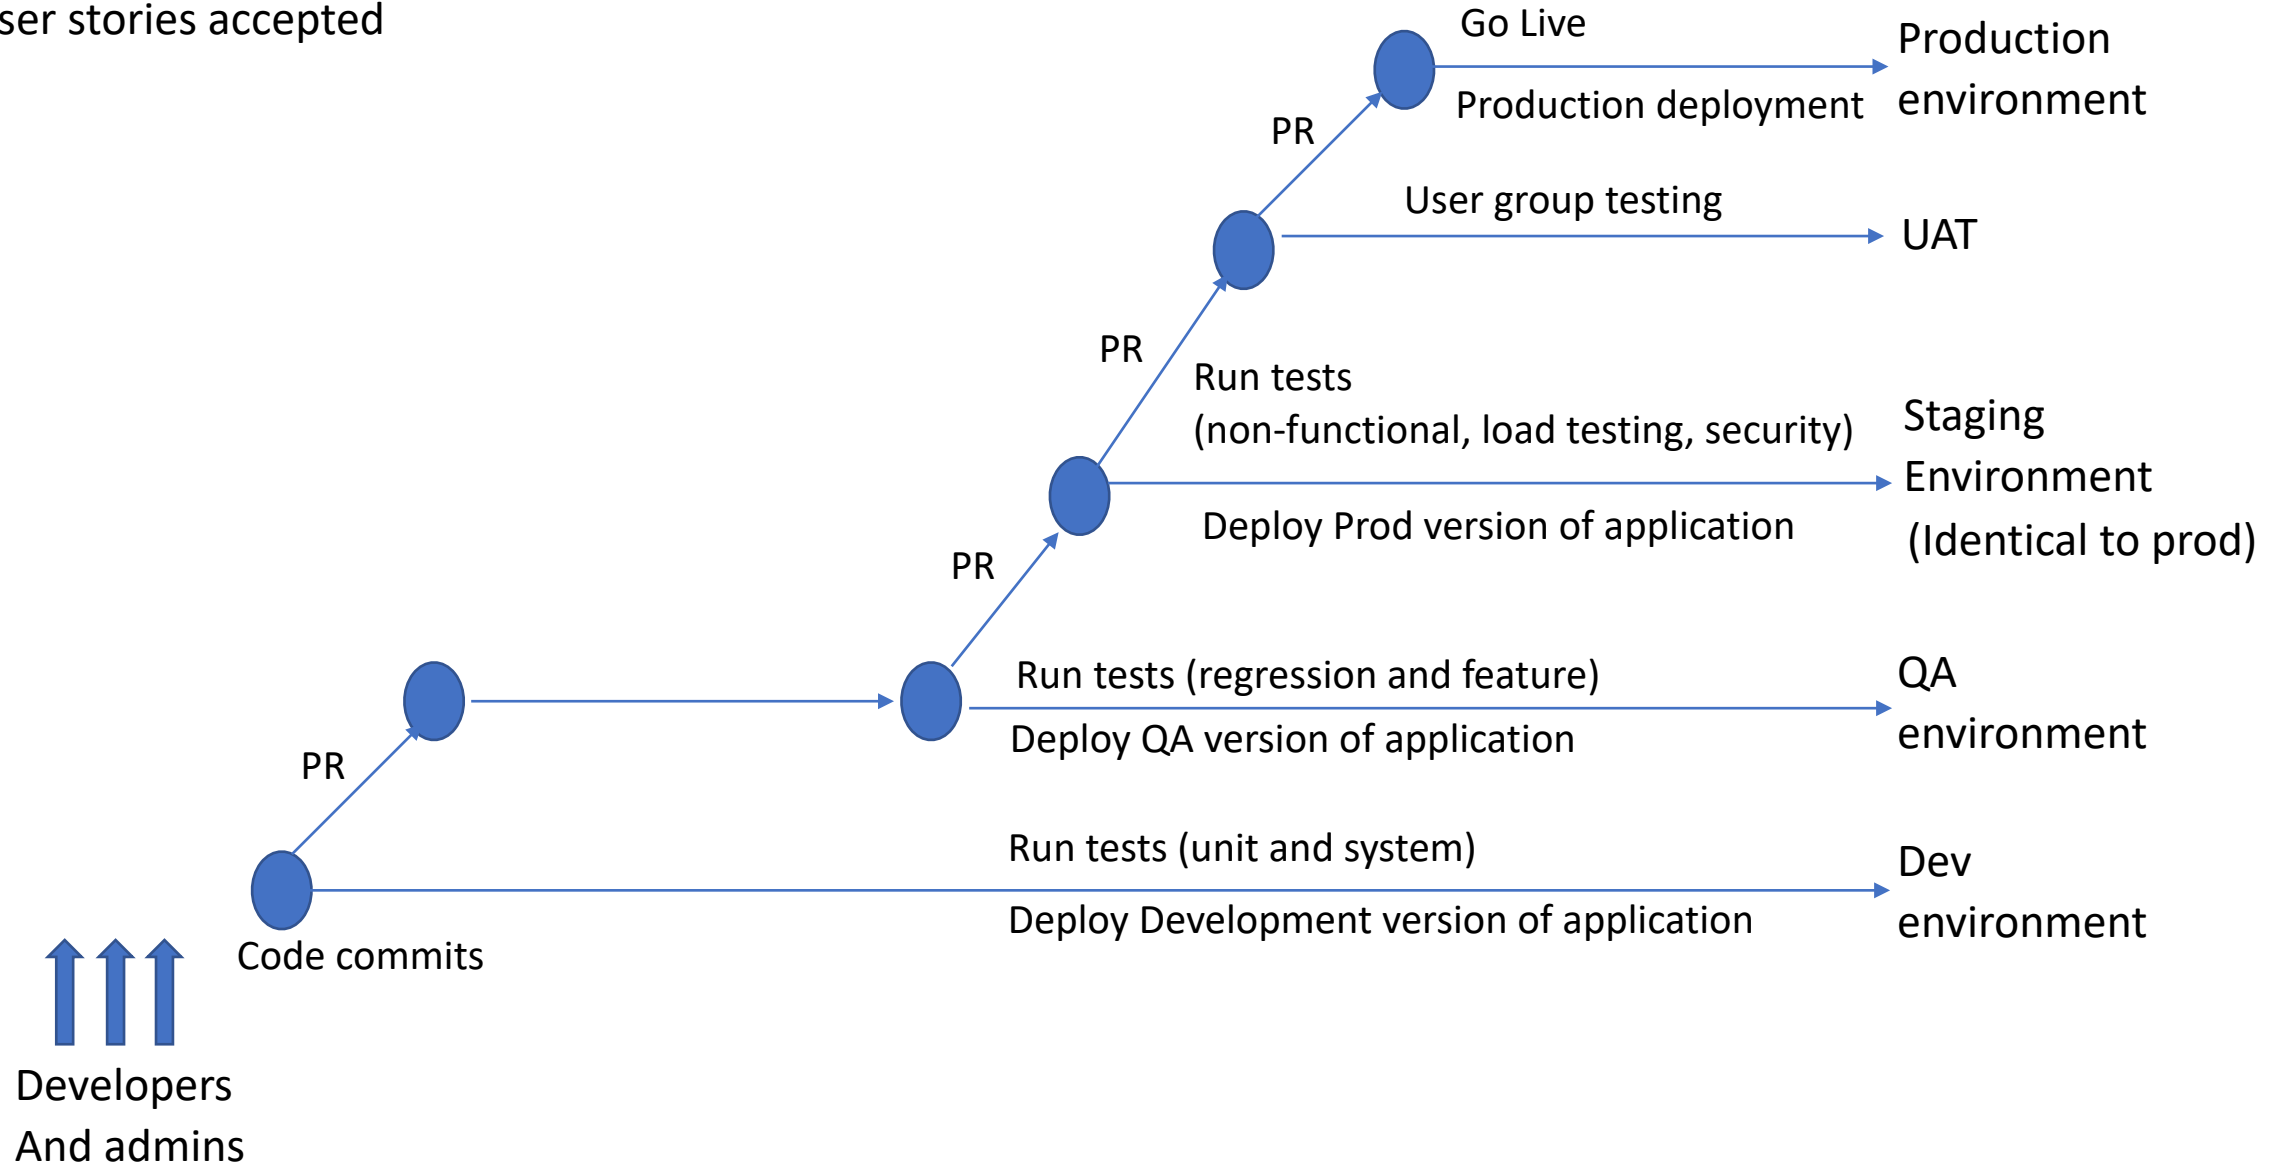 ser stories accepted
Go Live
Production
environment
Production deployment
PR
User group testing
UAT
PR
Run tests
(non-functional, load testing, security)
Staging
Environment
(Identical to prod)
Deploy Prod version of application
PR
Run tests (regression and feature)
QA
environment
Deploy QA version of application
PR
Run tests (unit and system)
Dev
environment
Deploy Development version of application
Code commits
Developers
And admins